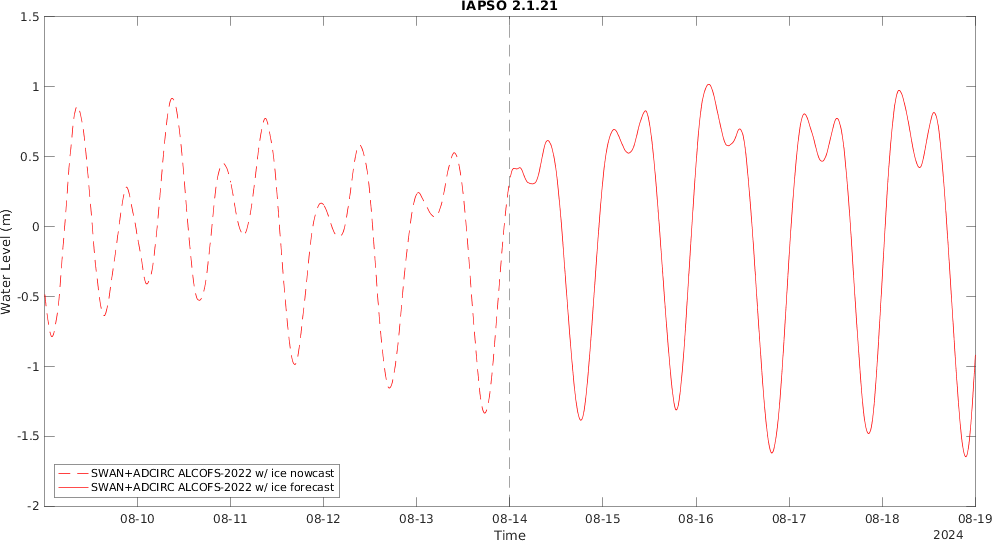 IAPSO 2.1.21
1.5
1
0.5
0
-0.5
-1
-1.5
-2
Water Level (m)
SWAN+ADCIRC ALCOFS-2022 w/ ice nowcast
SWAN+ADCIRC ALCOFS-2022 w/ ice forecast
08-10 08-11 08-12 08-13 08-14 08-15 08-16 08-17 08-18 08-19
Time
2024